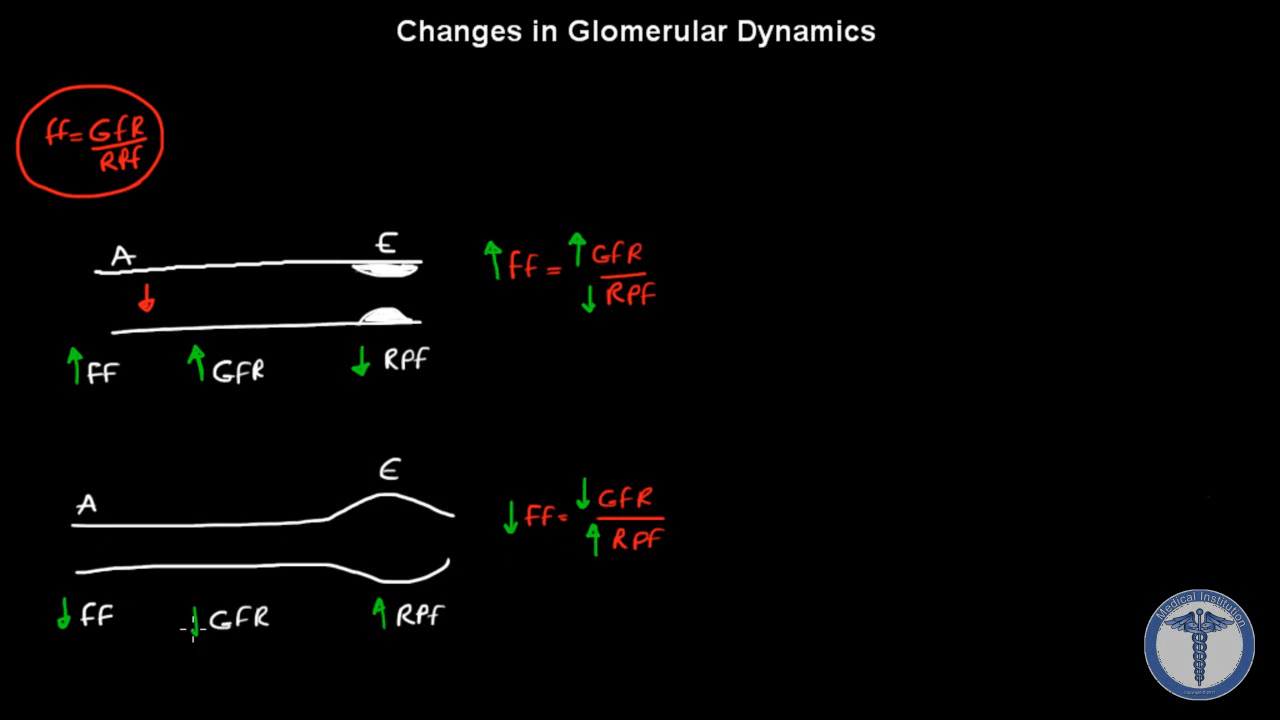 Changes in Glomerular Dynamics
FF = GFR
RPF
A
E
↑ FF = ↑ GFR
↓ RPF
↓
↑ FF ↑ GFR ↓ RPF
E
A
↓ FF = ↓ GFR
↑ RPF
↓ FF ↓ GFR ↑ RPF
Medical Institution